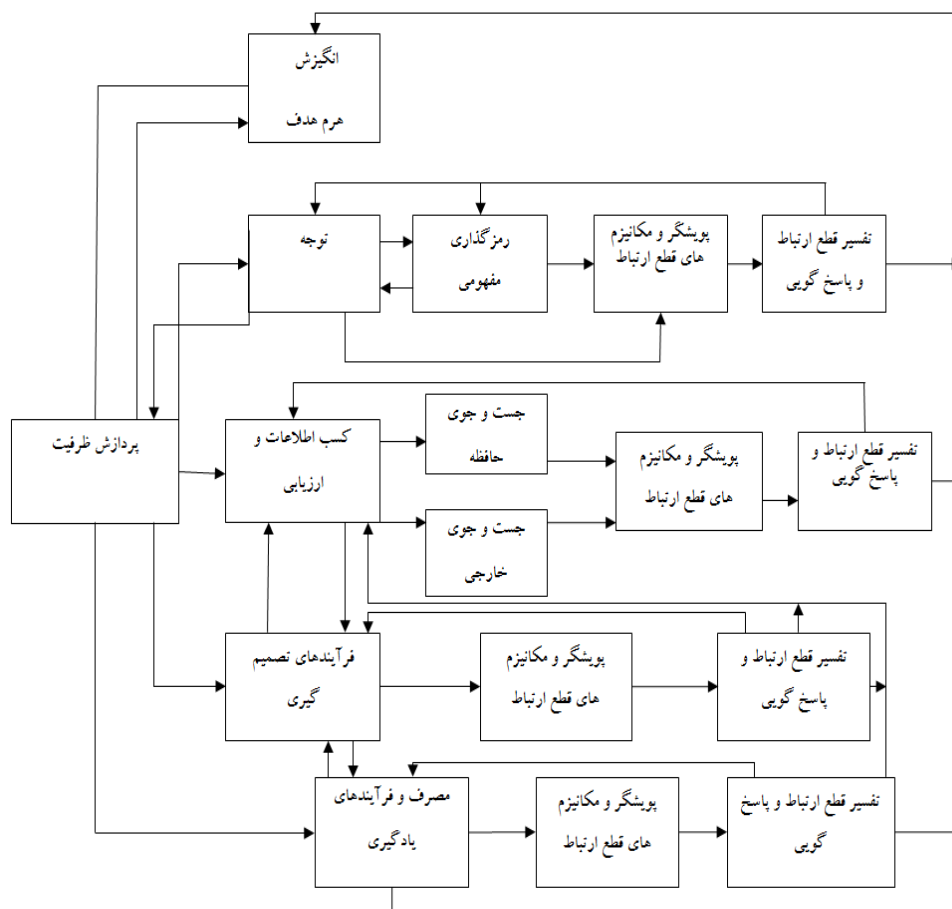 انگیزش
هرم هدف
توجه
رمزگذاری
مفهومی
پویشگر و مکانیزم
های قطع ارتباط
تفسیر قطع ارتباط
و پاسخ گویی
پردازش ظرفیت
کسب اطلاعات و
ارزیابی
جست و جوی
حافظه
جست و جوی
خارجی
پویشگر و مکانیزم
های قطع ارتباط
تفسیر قطع ارتباط و
پاسخ گویی
فرآیندهای تصمیم
گیری
پویشگر و مکانیزم
های قطع ارتباط
تفسیر قطع ارتباط و
پاسخ گویی
مصرف و فرآیندهای
یادگیری
پویشگر و مکانیزم
های قطع ارتباط
تفسیر قطع ارتباط و پاسخ
گویی